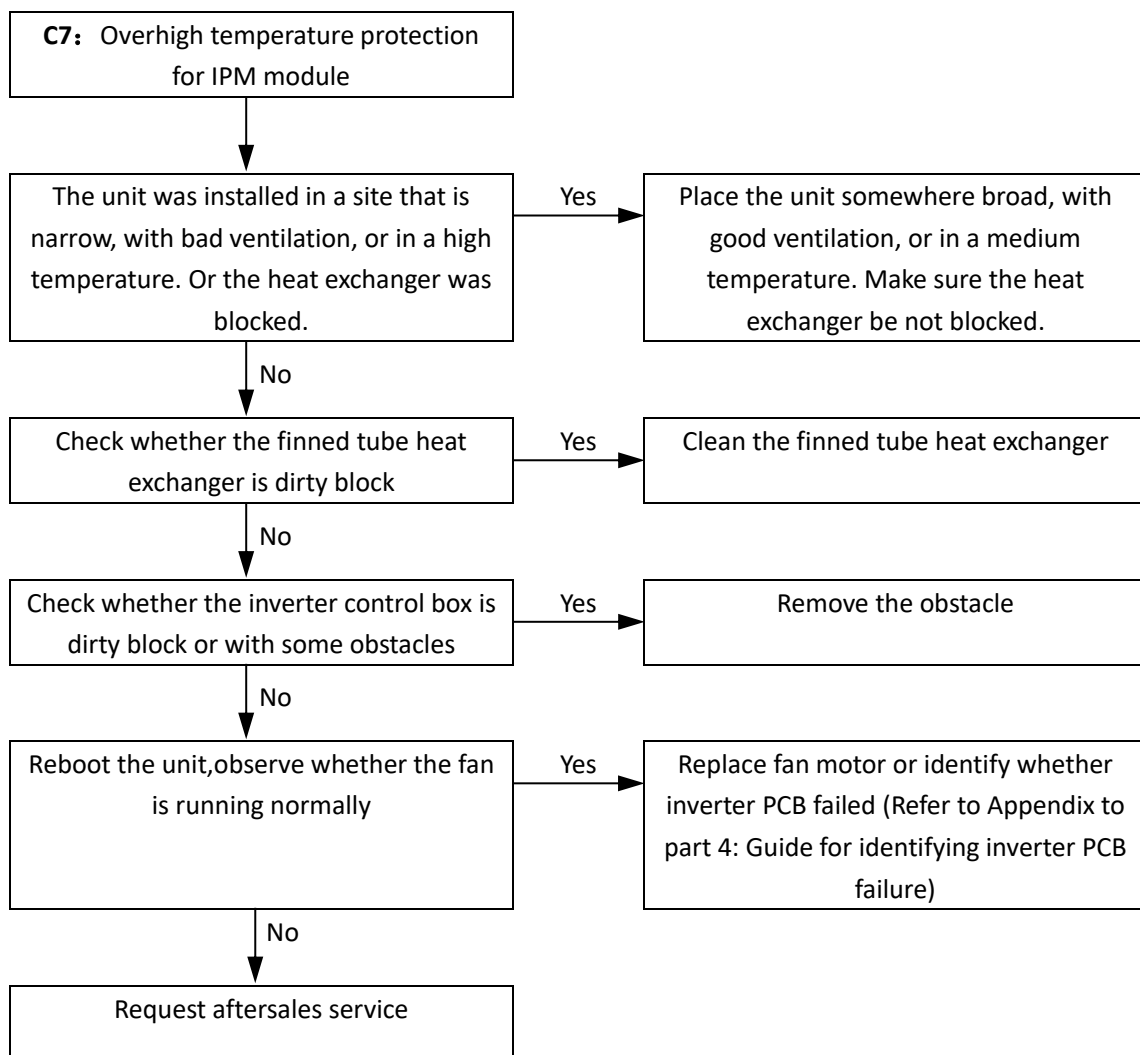 C7： Overhigh temperature protection
for IPM module
The unit was installed in a site that is
narrow, with bad ventilation, or in a high
temperature. Or the heat exchanger was
blocked.
Yes
Place the unit somewhere broad, with
good ventilation, or in a medium
temperature. Make sure the heat
exchanger be not blocked.
No
Check whether the finned tube heat
exchanger is dirty block
Yes
Clean the finned tube heat exchanger
No
Check whether the inverter control box is
dirty block or with some obstacles
Yes
Remove the obstacle
No
Reboot the unit,observe whether the fan
is running normally
Yes
Replace fan motor or identify whether
inverter PCB failed (Refer to Appendix to
part 4: Guide for identifying inverter PCB
failure)
No
Request aftersales service